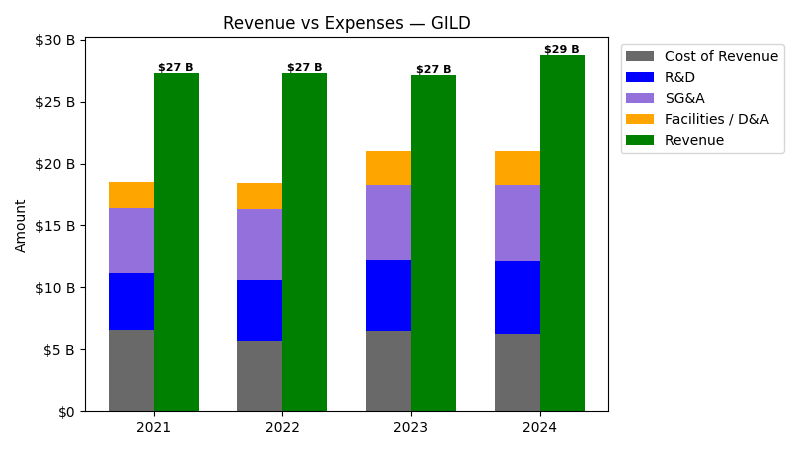 Revenue vs Expenses — GILD
$30 B
$25 B
$20 B
$15 B
$10 B
$5 B
$0
Amount
$27 B
$27 B
$27 B
$29 B
2021
2022
2023
2024
Cost of Revenue
R&D
SG&A
Facilities / D&A
Revenue